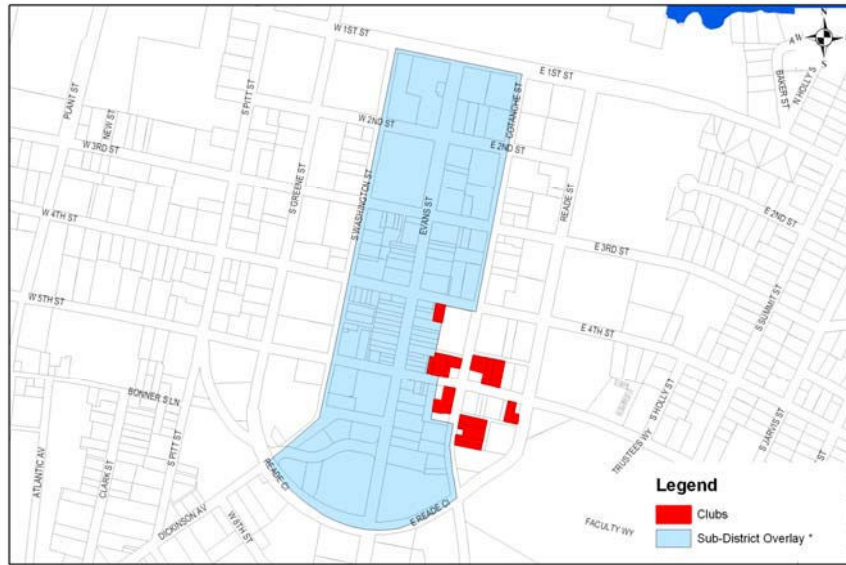 W 1ST ST
E 1ST ST
N
W
S
A
BAKER ST
N HOLLY S
PLANT ST
NEW ST
S PITT ST
W 2ND ST
COTANCHE ST
E 2ND ST
W 3RD ST
S GREENE ST
S WASHINGTON ST
EVANS ST
READE ST
E 2ND ST
W 4TH ST
E 3RD ST
S SUMMIT ST
W 5TH ST
E 4TH ST
BONNER S LN
S HOLLY ST
S JARVIS ST
ATLANTIC AV
CLARK ST
S PITT ST
READE CI
TRUSTEES WY
ST
DICKINSON AV
W 8TH ST
E READE CI
FACULTY WY
Legend
Clubs
Sub-District Overlay *